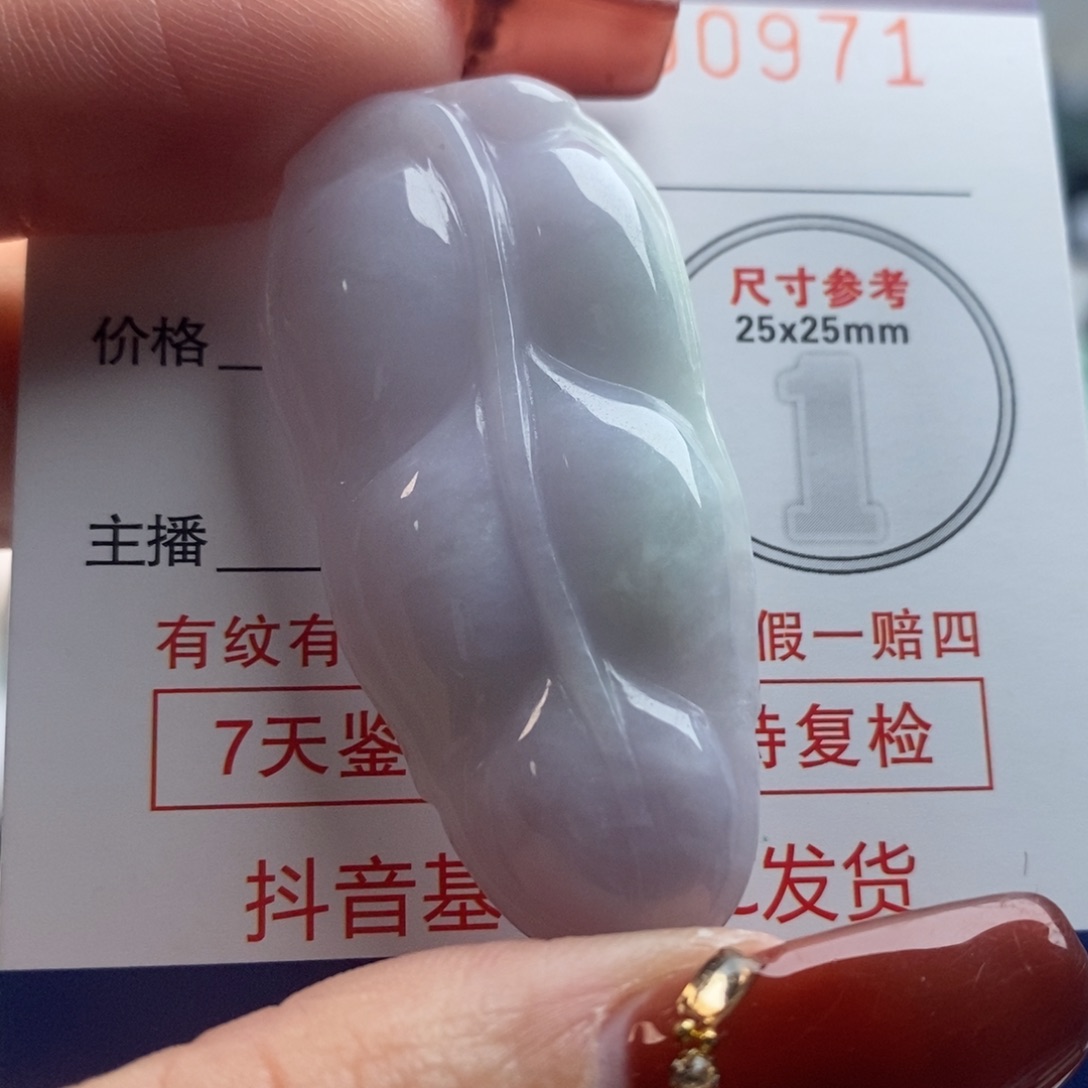 00971
尺寸参考
25x25mm
1
价格
主播
有纹有 假一赔四
7天鉴 持复检
抖音基 发货